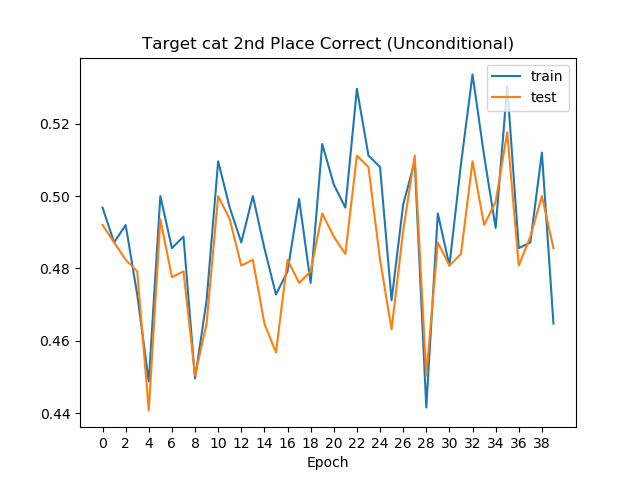 Target cat 2nd Place Correct (Unconditional)
train
test
0.52
0.50
0.48
0.46
0.44
0 2 4 6 8 10 12 14 16 18 20 22 24 26 28 30 32 34 36 38
Epoch